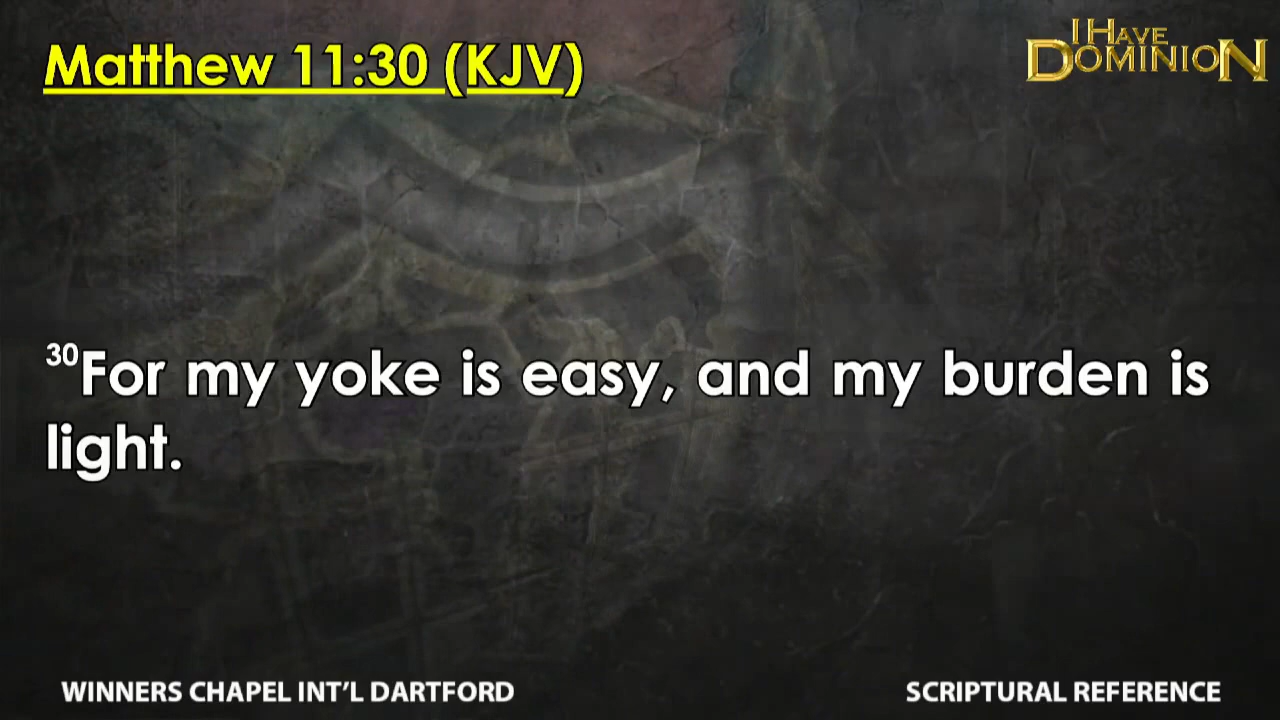 Matthew 11:30 (KJV)
I HAVE
DOMINION
30For my yoke is easy, and my burden is
light.
WINNERS CHAPEL INT'L DARTFORD
SCRIPTURAL REFERENCE